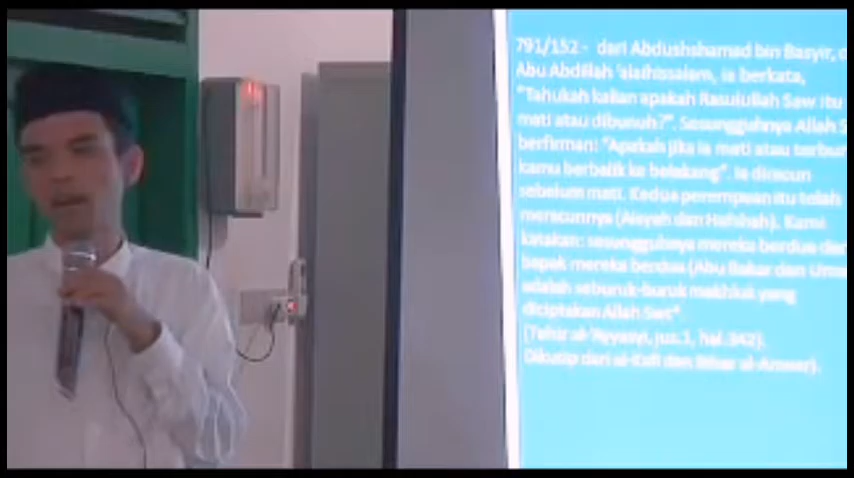 791/152 - dari Abdushshamad bin Basyir, d
Abu Abdillah 'alaihissalam, ia berkata,
"Tahukah kalian apakah Rasulullah Saw itu
mati atau dibunuh?". Sesungguhnya Allah S
berfirman: "Apakah jika ia mati atau terbun
kamu berbalik ke belakang". Ia diracun
sebelum mati. Kedua perempuan itu telah
meracunnya (Aisyah dan Hafshah). Kami
katakan: sesungguhnya mereka berdua dan
bapak mereka berdua (Abu Bakar dan Uma
adalah seburuk-buruk makhluk yang
diciptakan Allah Swt".
(Tafsir al-'Ayyasyi, juz.1, hal.342).
Dikutip dari al-Kafi dan Bihar al-Anwar).